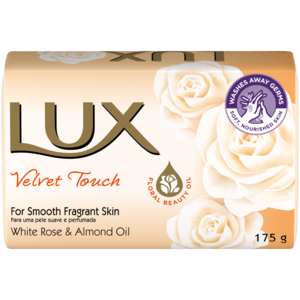 LUX
LUX
WASHES AWAY GERMS
SOFT, NOURISHED SKIN
Velvet Touch
FLORAL BEAUTY OIL
For Smooth Fragrant Skin
Para uma pele suave e perfumada
White Rose & Almond Oil
175 g